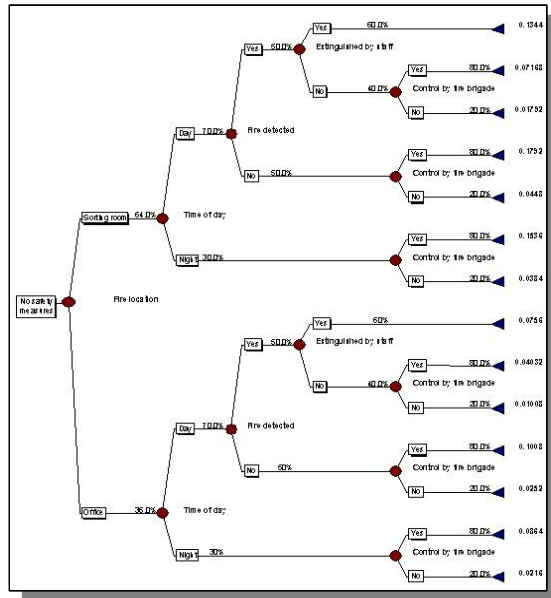 Yes 60.0% 0.1344
Yes 50.0% Extinguished by staff
Yes 80.0% 0.07168
No 40.0% Control by fire brigade
No 20.0% 0.01792
Day 70.0% Fire detected
Yes 80.0% 0.1792
No 50.0% Control by fire brigade
No 20.0% 0.0448
Sorting room 64.0% Time of day
Yes 80.0% 0.1536
Night 30.0% Control by fire brigade
No 20.0% 0.0384
No safety
measures
Fire location
Yes 60% 0.0756
Yes 50.0% Extinguished by staff
Yes 80.0% 0.04032
No 40.0% Control by fire brigade
No 20.0% 0.01008
Day 70.0% Fire detected
Yes 80.0% 0.1008
No 50% Control by fire brigade
No 20.0% 0.0252
Office 36.0% Time of day
Yes 80.0% 0.0864
Night 30% Control by fire brigade
No 20.0% 0.0216